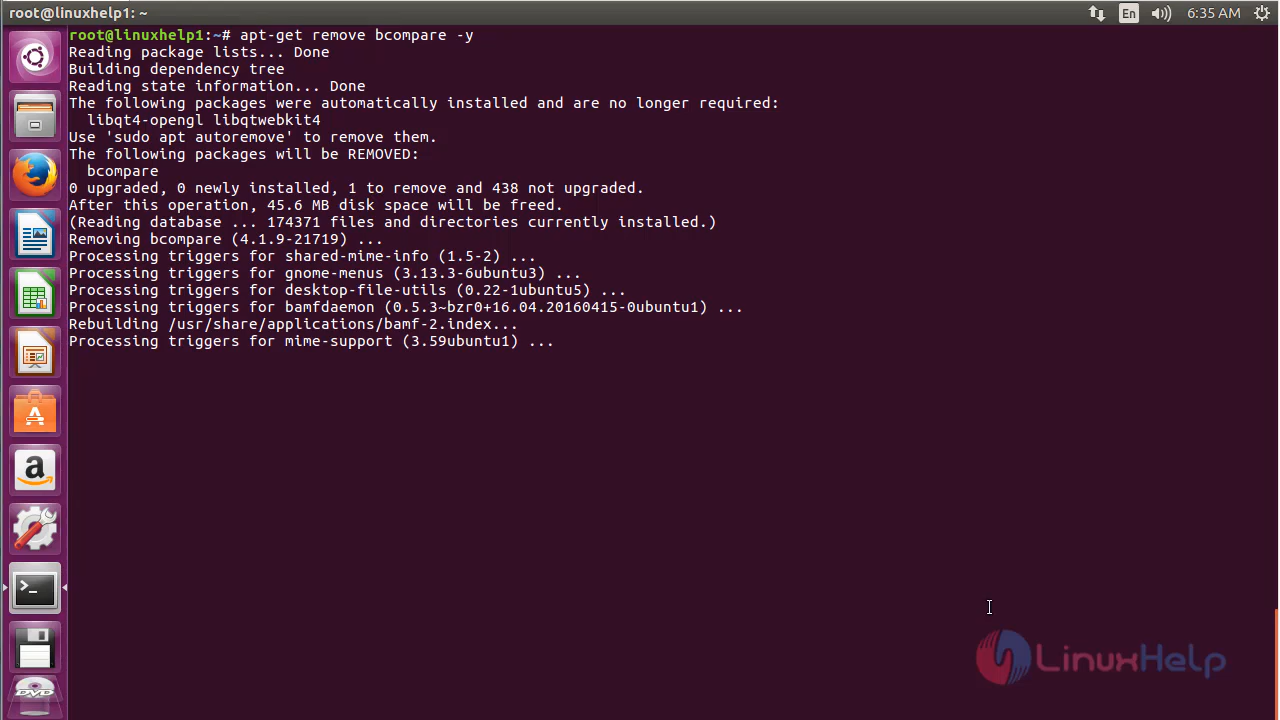 root@linuxhelp1: ~
En
6:35 AM
root@linuxhelp1:~# apt-get remove bcompare -y
Reading package lists... Done
Building dependency tree
Reading state information... Done
The following packages were automatically installed and are no longer required:
  libqt4-opengl libqtwebkit4
Use 'sudo apt autoremove' to remove them.
The following packages will be REMOVED:
  bcompare
0 upgraded, 0 newly installed, 1 to remove and 438 not upgraded.
After this operation, 45.6 MB disk space will be freed.
(Reading database ... 174371 files and directories currently installed.)
Removing bcompare (4.1.9-21719) ...
Processing triggers for shared-mime-info (1.5-2) ...
Processing triggers for gnome-menus (3.13.3-6ubuntu3) ...
Processing triggers for desktop-file-utils (0.22-1ubuntu5) ...
Processing triggers for bamfdaemon (0.5.3~bzr0+16.04.20160415-0ubuntu1) ...
Rebuilding /usr/share/applications/bamf-2.index...
Processing triggers for mime-support (3.59ubuntu1) ...
LinuxHelp
DVD